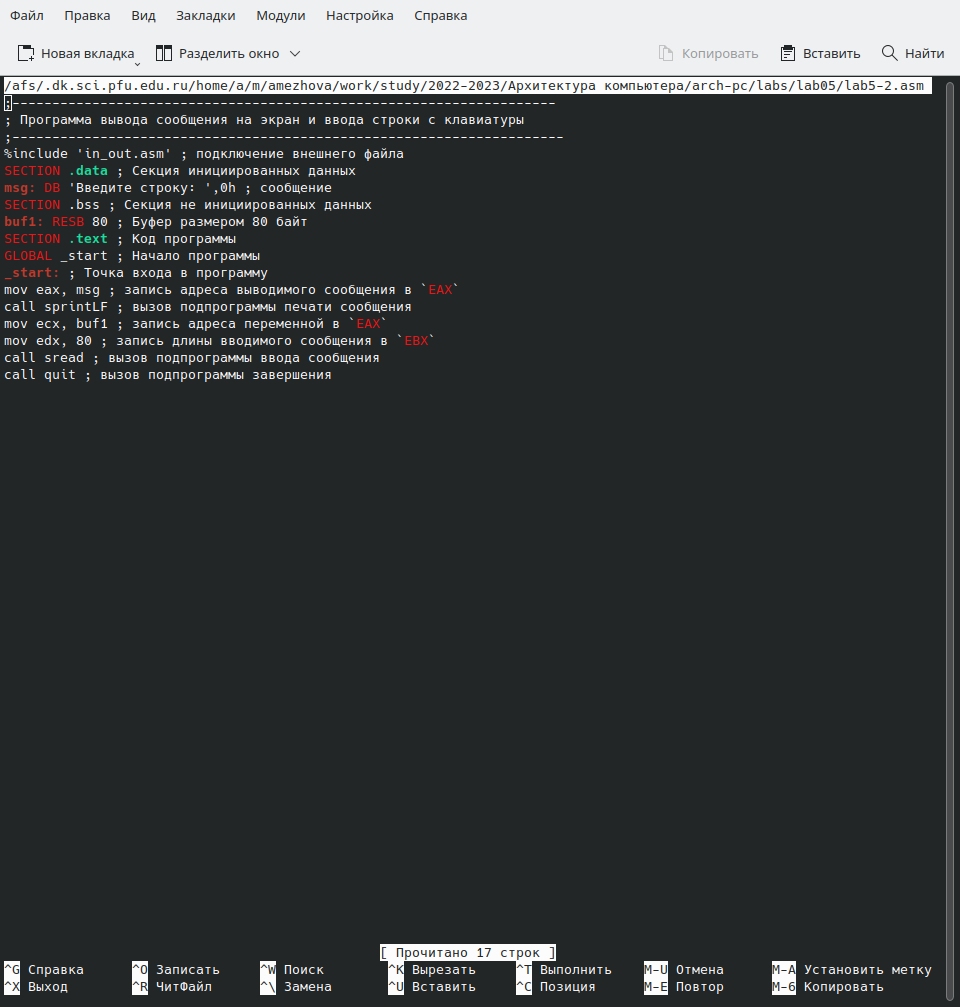 Файл Правка Вид Закладки Модули Настройка Справка
Новая вкладка Разделить окно Копировать Вставить Найти
/afs/.dk.sci.pfu.edu.ru/home/a/m/amezhova/work/study/2022-2023/Архитектура компьютера/arch-pc/labs/lab05/lab5-2.asm
;--------------------------------------------------------------------
; Программа вывода сообщения на экран и ввода строки с клавиатуры
;---------------------------------------------------------------------
%include 'in_out.asm' ; подключение внешнего файла
SECTION .data ; Секция инициированных данных
msg: DB 'Введите строку: ',0h ; сообщение
SECTION .bss ; Секция не инициированных данных
buf1: RESB 80 ; Буфер размером 80 байт
SECTION .text ; Код программы
GLOBAL _start ; Начало программы
_start: ; Точка входа в программу
mov eax, msg ; запись адреса выводимого сообщения в `EAX`
call sprintLF ; вызов подпрограммы печати сообщения
mov ecx, buf1 ; запись адреса переменной в `EAX`
mov edx, 80 ; запись длины вводимого сообщения в `EBX`
call sread ; вызов подпрограммы ввода сообщения
call quit ; вызов подпрограммы завершения
[ Прочитано 17 строк ]
^G Справка ^O Записать ^W Поиск ^K Вырезать ^T Выполнить M-U Отмена M-A Установить метку
^X Выход ^R ЧитФайл ^\ Замена ^U Вставить ^C Позиция M-E Повтор M-6 Копировать